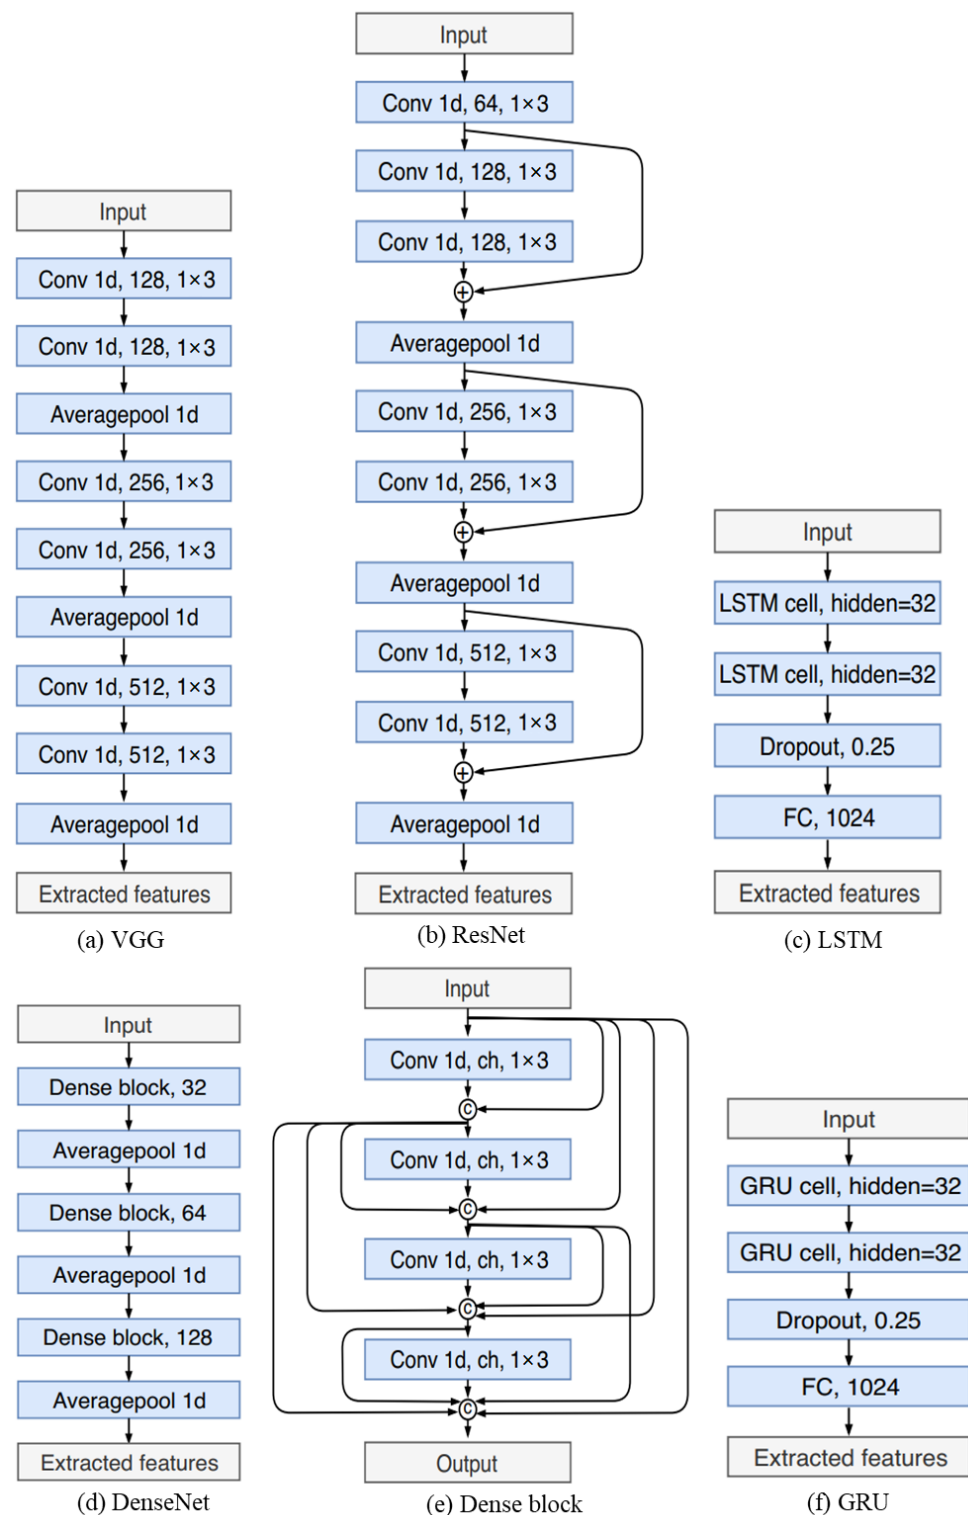 Input
Conv 1d, 128, 1×3
Conv 1d, 128, 1×3
Averagepool 1d
Conv 1d, 256, 1×3
Conv 1d, 256, 1×3
Averagepool 1d
Conv 1d, 512, 1×3
Conv 1d, 512, 1×3
Averagepool 1d
Extracted features
(a) VGG
Input
Conv 1d, 64, 1×3
Conv 1d, 128, 1×3
Conv 1d, 128, 1×3
+
Averagepool 1d
Conv 1d, 256, 1×3
Conv 1d, 256, 1×3
+
Averagepool 1d
Conv 1d, 512, 1×3
Conv 1d, 512, 1×3
+
Averagepool 1d
Extracted features
(b) ResNet
Input
LSTM cell, hidden=32
LSTM cell, hidden=32
Dropout, 0.25
FC, 1024
Extracted features
(c) LSTM
Input
Dense block, 32
Averagepool 1d
Dense block, 64
Averagepool 1d
Dense block, 128
Averagepool 1d
Extracted features
(d) DenseNet
Input
Conv 1d, ch, 1×3
C
Conv 1d, ch, 1×3
C
Conv 1d, ch, 1×3
C
Conv 1d, ch, 1×3
C
Output
(e) Dense block
Input
GRU cell, hidden=32
GRU cell, hidden=32
Dropout, 0.25
FC, 1024
Extracted features
(f) GRU